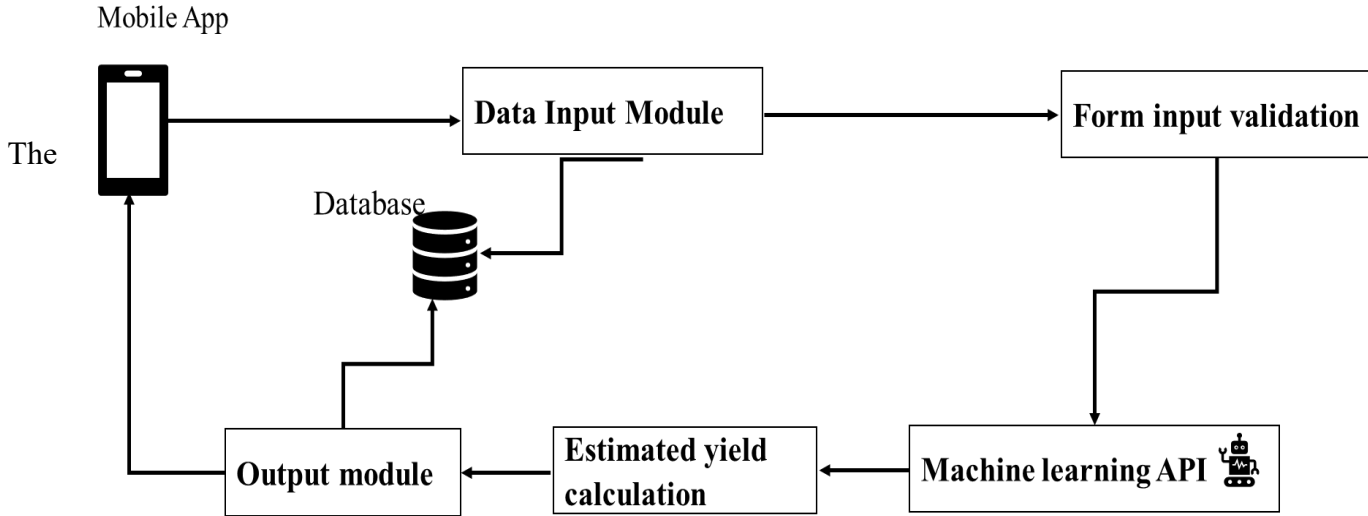 Mobile App
Data Input Module
Form input validation
The
Database
Output module
Estimated yield
calculation
Machine learning API